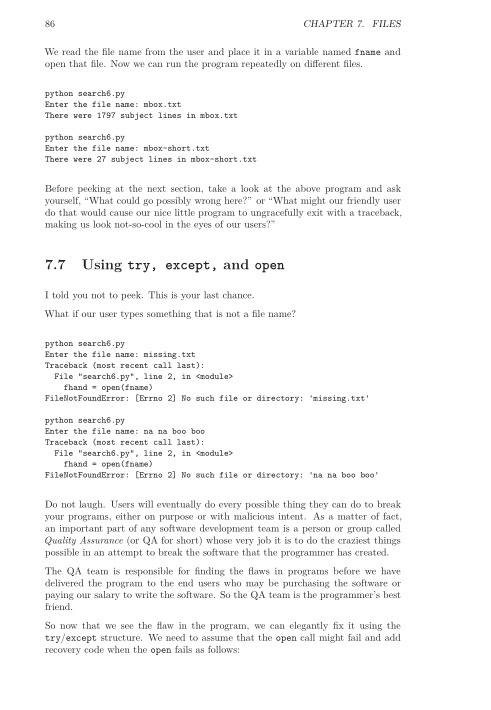 86 CHAPTER 7. FILES
We read the file name from the user and place it in a variable named fname and
open that file. Now we can run the program repeatedly on different files.
python search6.py
Enter the file name: mbox.txt
There were 1797 subject lines in mbox.txt
python search6.py
Enter the file name: mbox-short.txt
There were 27 subject lines in mbox-short.txt
Before peeking at the next section, take a look at the above program and ask
yourself, “What could go possibly wrong here?” or “What might our friendly user
do that would cause our nice little program to ungracefully exit with a traceback,
making us look not-so-cool in the eyes of our users?”
7.7 Using try, except, and open
I told you not to peek. This is your last chance.
What if our user types something that is not a file name?
python search6.py
Enter the file name: missing.txt
Traceback (most recent call last):
  File "search6.py", line 2, in <module>
    fhand = open(fname)
FileNotFoundError: [Errno 2] No such file or directory: 'missing.txt'
python search6.py
Enter the file name: na na boo boo
Traceback (most recent call last):
  File "search6.py", line 2, in <module>
    fhand = open(fname)
FileNotFoundError: [Errno 2] No such file or directory: 'na na boo boo'
Do not laugh. Users will eventually do every possible thing they can do to break
your programs, either on purpose or with malicious intent. As a matter of fact,
an important part of any software development team is a person or group called
Quality Assurance (or QA for short) whose very job it is to do the craziest things
possible in an attempt to break the software that the programmer has created.
The QA team is responsible for finding the flaws in programs before we have
delivered the program to the end users who may be purchasing the software or
paying our salary to write the software. So the QA team is the programmer’s best
friend.
So now that we see the flaw in the program, we can elegantly fix it using the
try/except structure. We need to assume that the open call might fail and add
recovery code when the open fails as follows: